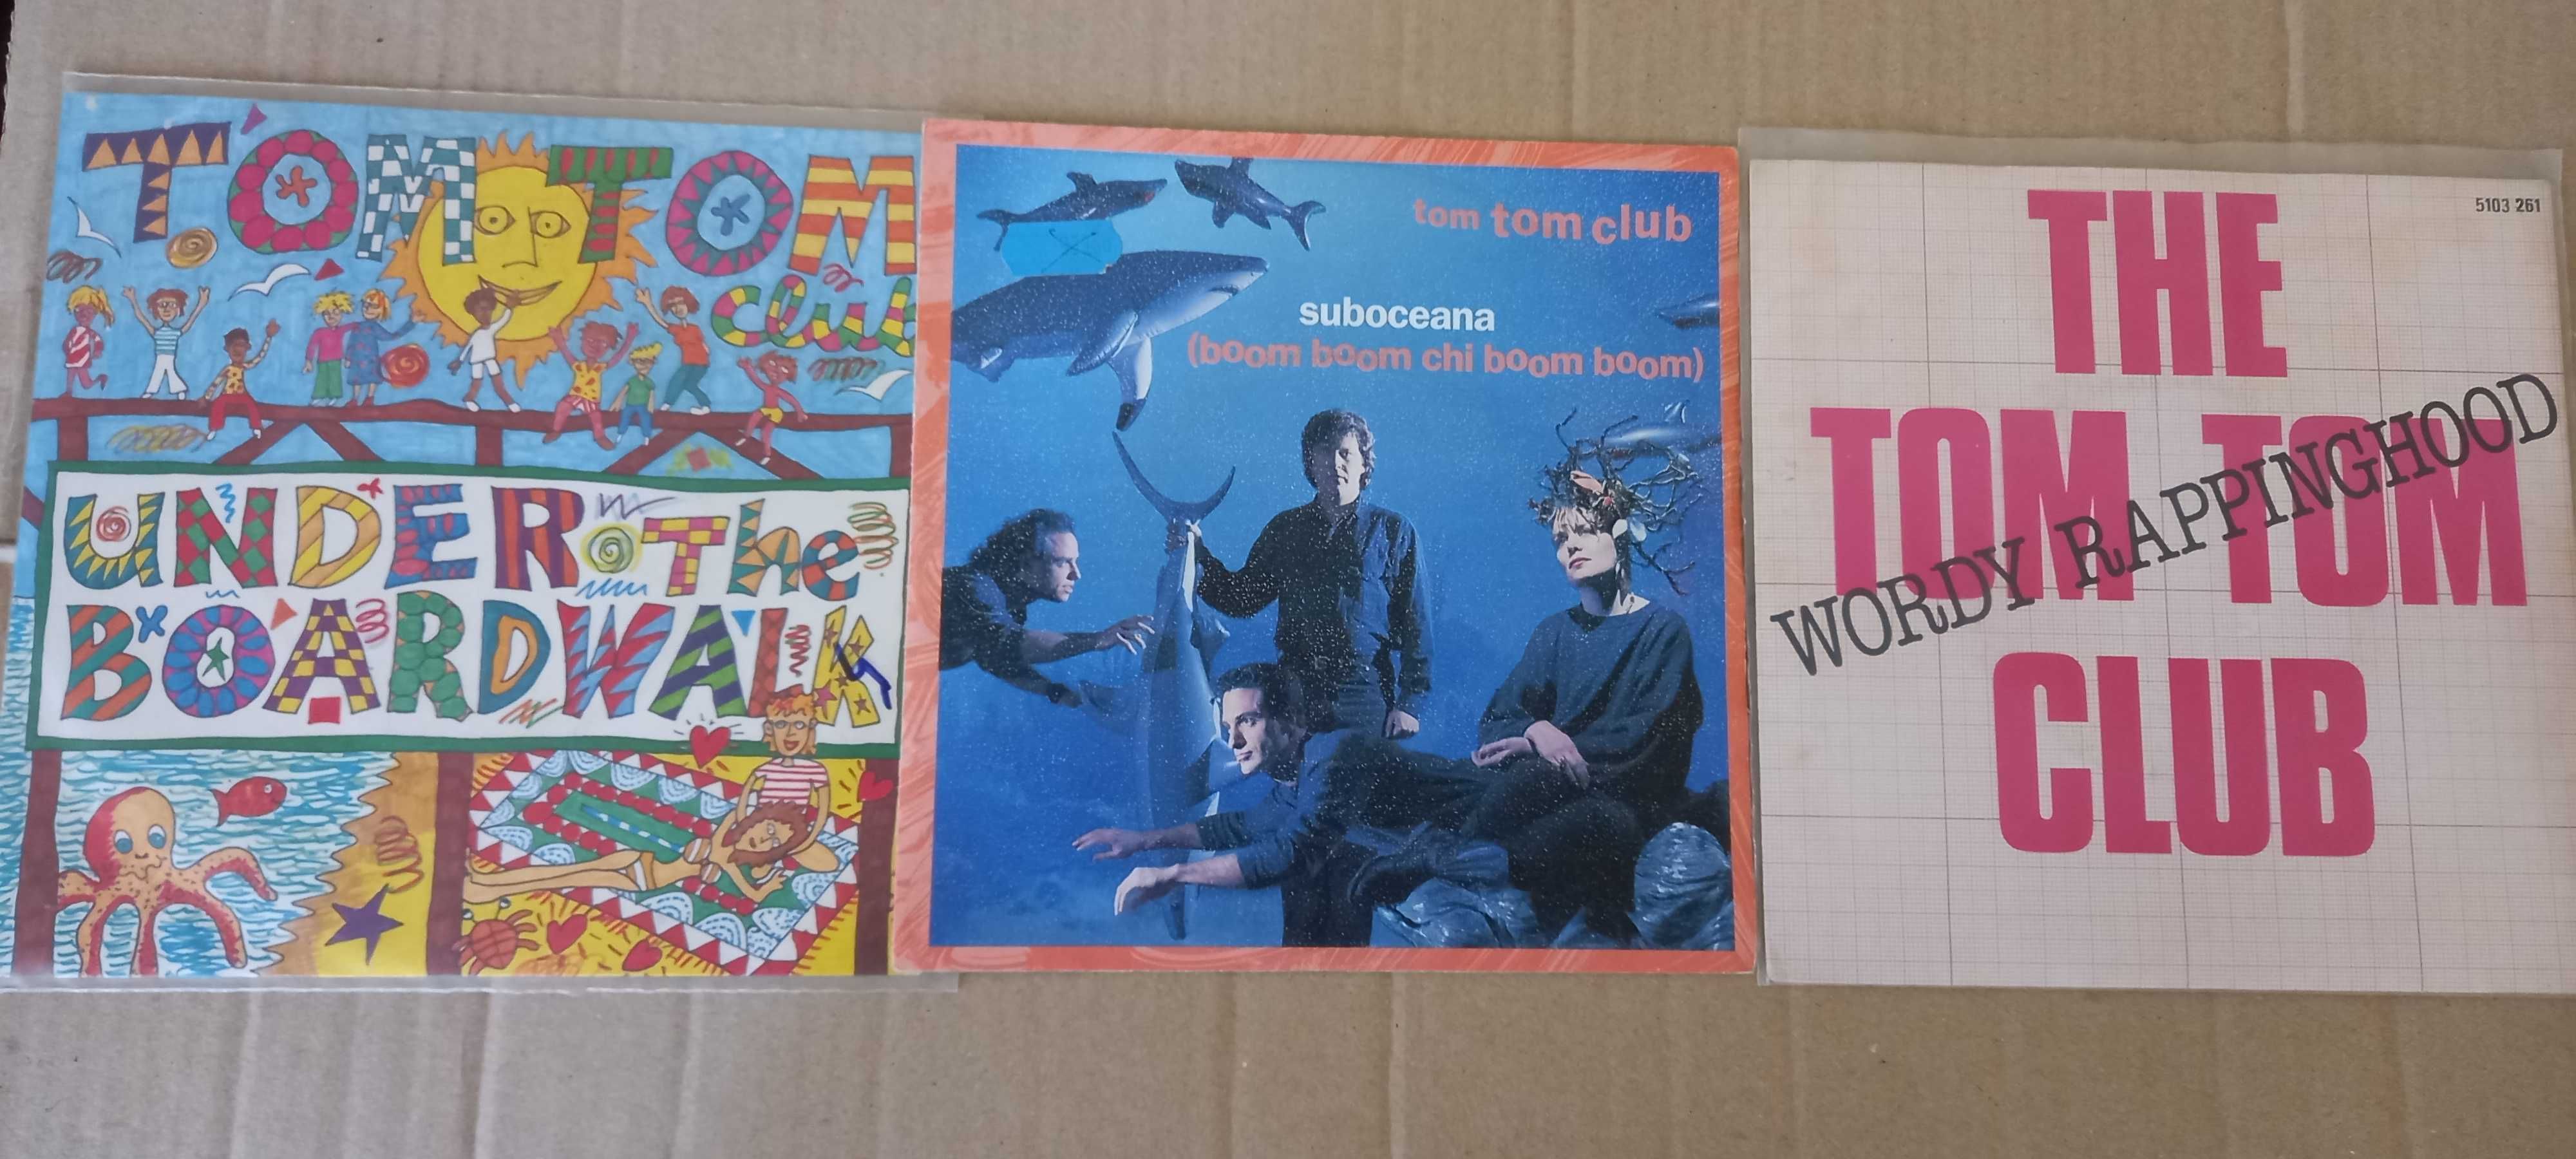 TOM TOM
club
UNDER The
BOARDWALK
tom tom club
suboceana
(boom boom chi boom boom)
5103 261
THE
TOM TOM
CLUB
WORDY RAPPINGHOOD